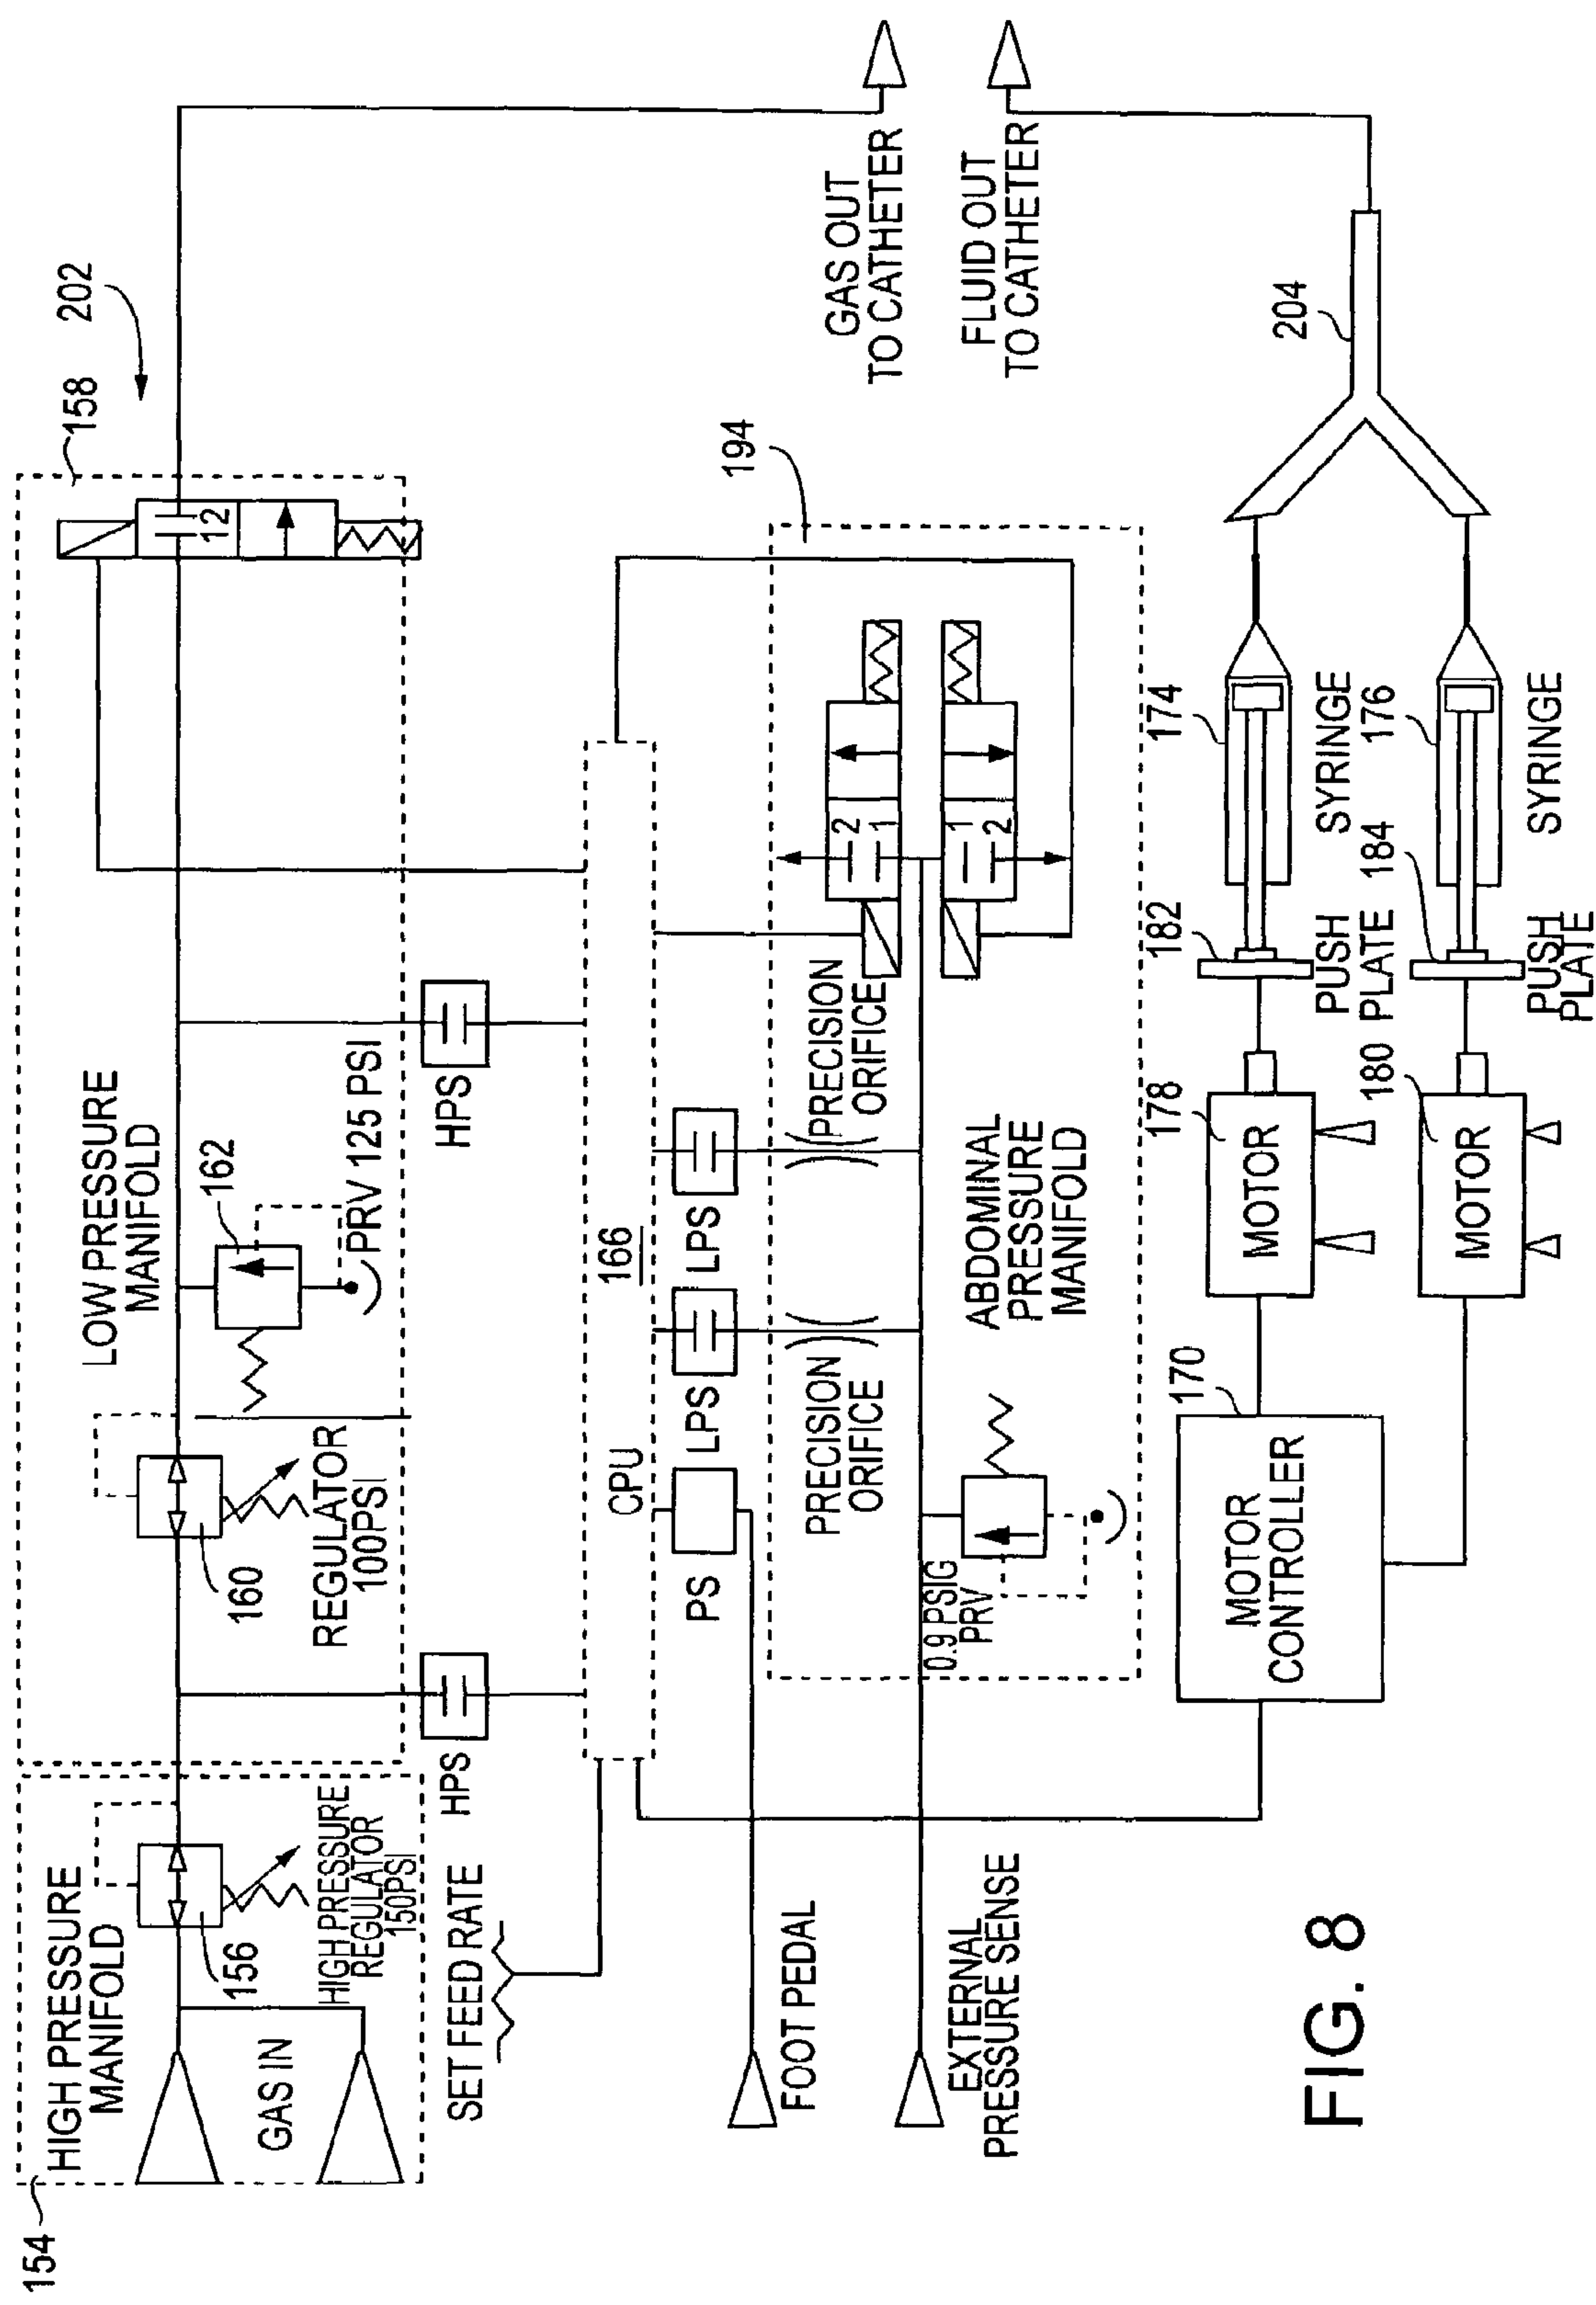 154
HIGH PRESSURE
MANIFOLD
GAS IN
156
HIGH PRESSURE
REGULATOR
150PSI
158
202
LOW PRESSURE
MANIFOLD
160
REGULATOR
100PSI
162
PRV 125 PSI
12
HPS
HPS
SET FEED RATE
CPU
166
PS
LPS
LPS
FOOT PEDAL
EXTERNAL
PRESSURE SENSE
194
PRECISION
ORIFICE
PRECISION
ORIFICE
0.9 PSIG
PRV
ABDOMINAL
PRESSURE
MANIFOLD
2
1
1
2
GAS OUT
TO CATHETER
FLUID OUT
TO CATHETER
170
MOTOR
CONTROLLER
178
MOTOR
180
MOTOR
182
PUSH
PLATE
184
PUSH
PLATE
174
SYRINGE
176
SYRINGE
204
FIG. 8